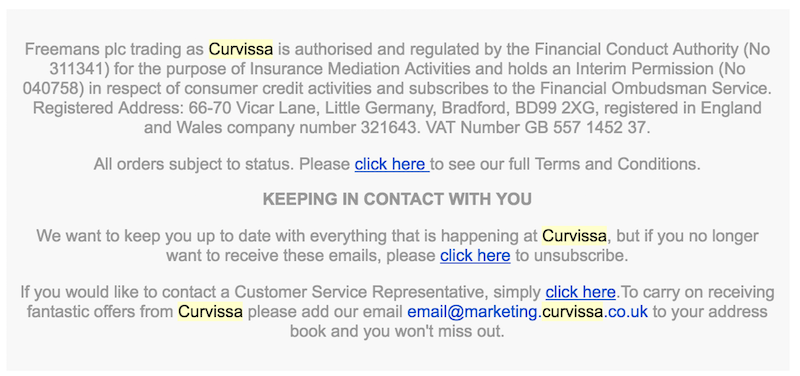 Freemans plc trading as Curvissa is authorised and regulated by the Financial Conduct Authority (No
311341) for the purpose of Insurance Mediation Activities and holds an Interim Permission (No
040758) in respect of consumer credit activities and subscribes to the Financial Ombudsman Service.
Registered Address: 66-70 Vicar Lane, Little Germany, Bradford, BD99 2XG, registered in England
and Wales company number 321643. VAT Number GB 557 1452 37.
All orders subject to status. Please click here to see our full Terms and Conditions.
KEEPING IN CONTACT WITH YOU
We want to keep you up to date with everything that is happening at Curvissa, but if you no longer
want to receive these emails, please click here to unsubscribe.
If you would like to contact a Customer Service Representative, simply click here.To carry on receiving
fantastic offers from Curvissa please add our email email@marketing.curvissa.co.uk to your address
book and you won't miss out.